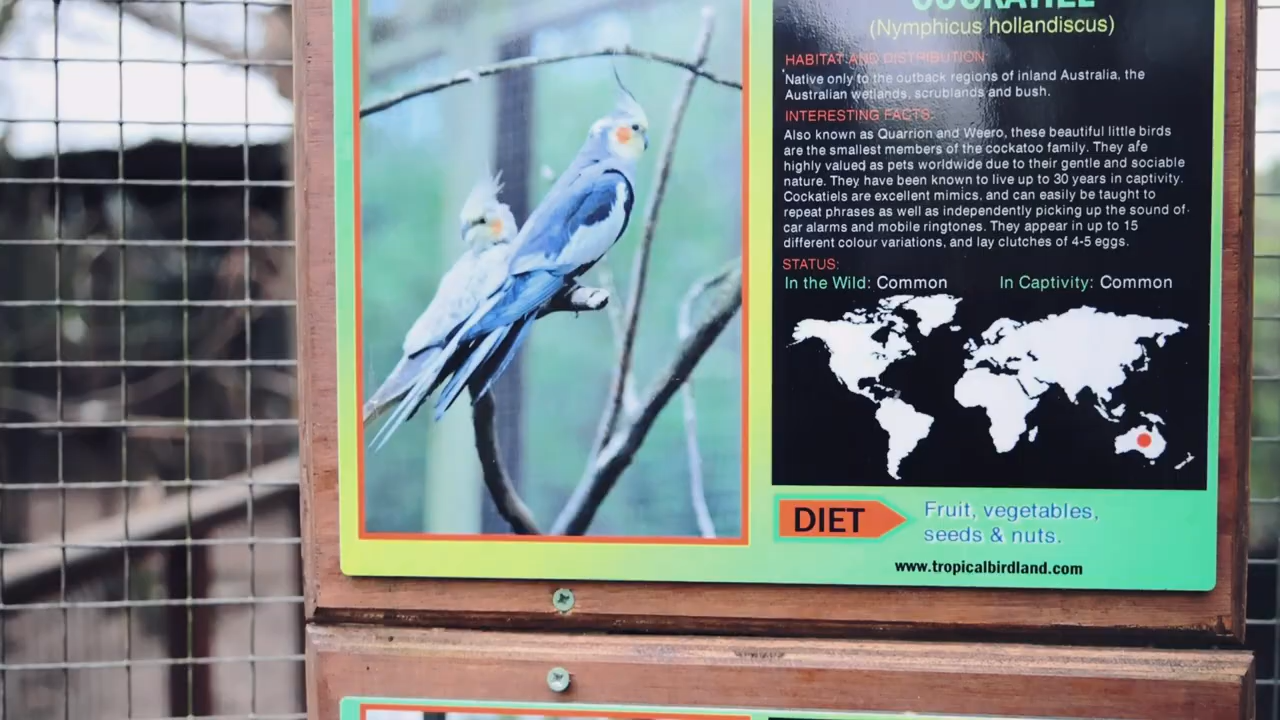 COCKATIEL
(Nymphicus hollandiscus)
HABITAT AND DISTRIBUTION
Native only to the outback regions of inland Australia, the
Australian wetlands, scrublands and bush.
INTERESTING FACTS:
Also known as Quarrion and Weero, these beautiful little birds
are the smallest members of the cockatoo family. They are
highly valued as pets worldwide due to their gentle and sociable
nature. They have been known to live up to 30 years in captivity.
Cockatiels are excellent mimics, and can easily be taught to
repeat phrases as well as independently picking up the sound of
car alarms and mobile ringtones. They appear in up to 15
different colour variations, and lay clutches of 4-5 eggs.
STATUS:
In the Wild: Common In Captivity: Common
DIET Fruit, vegetables,
seeds & nuts.
www.tropicalbirdland.com